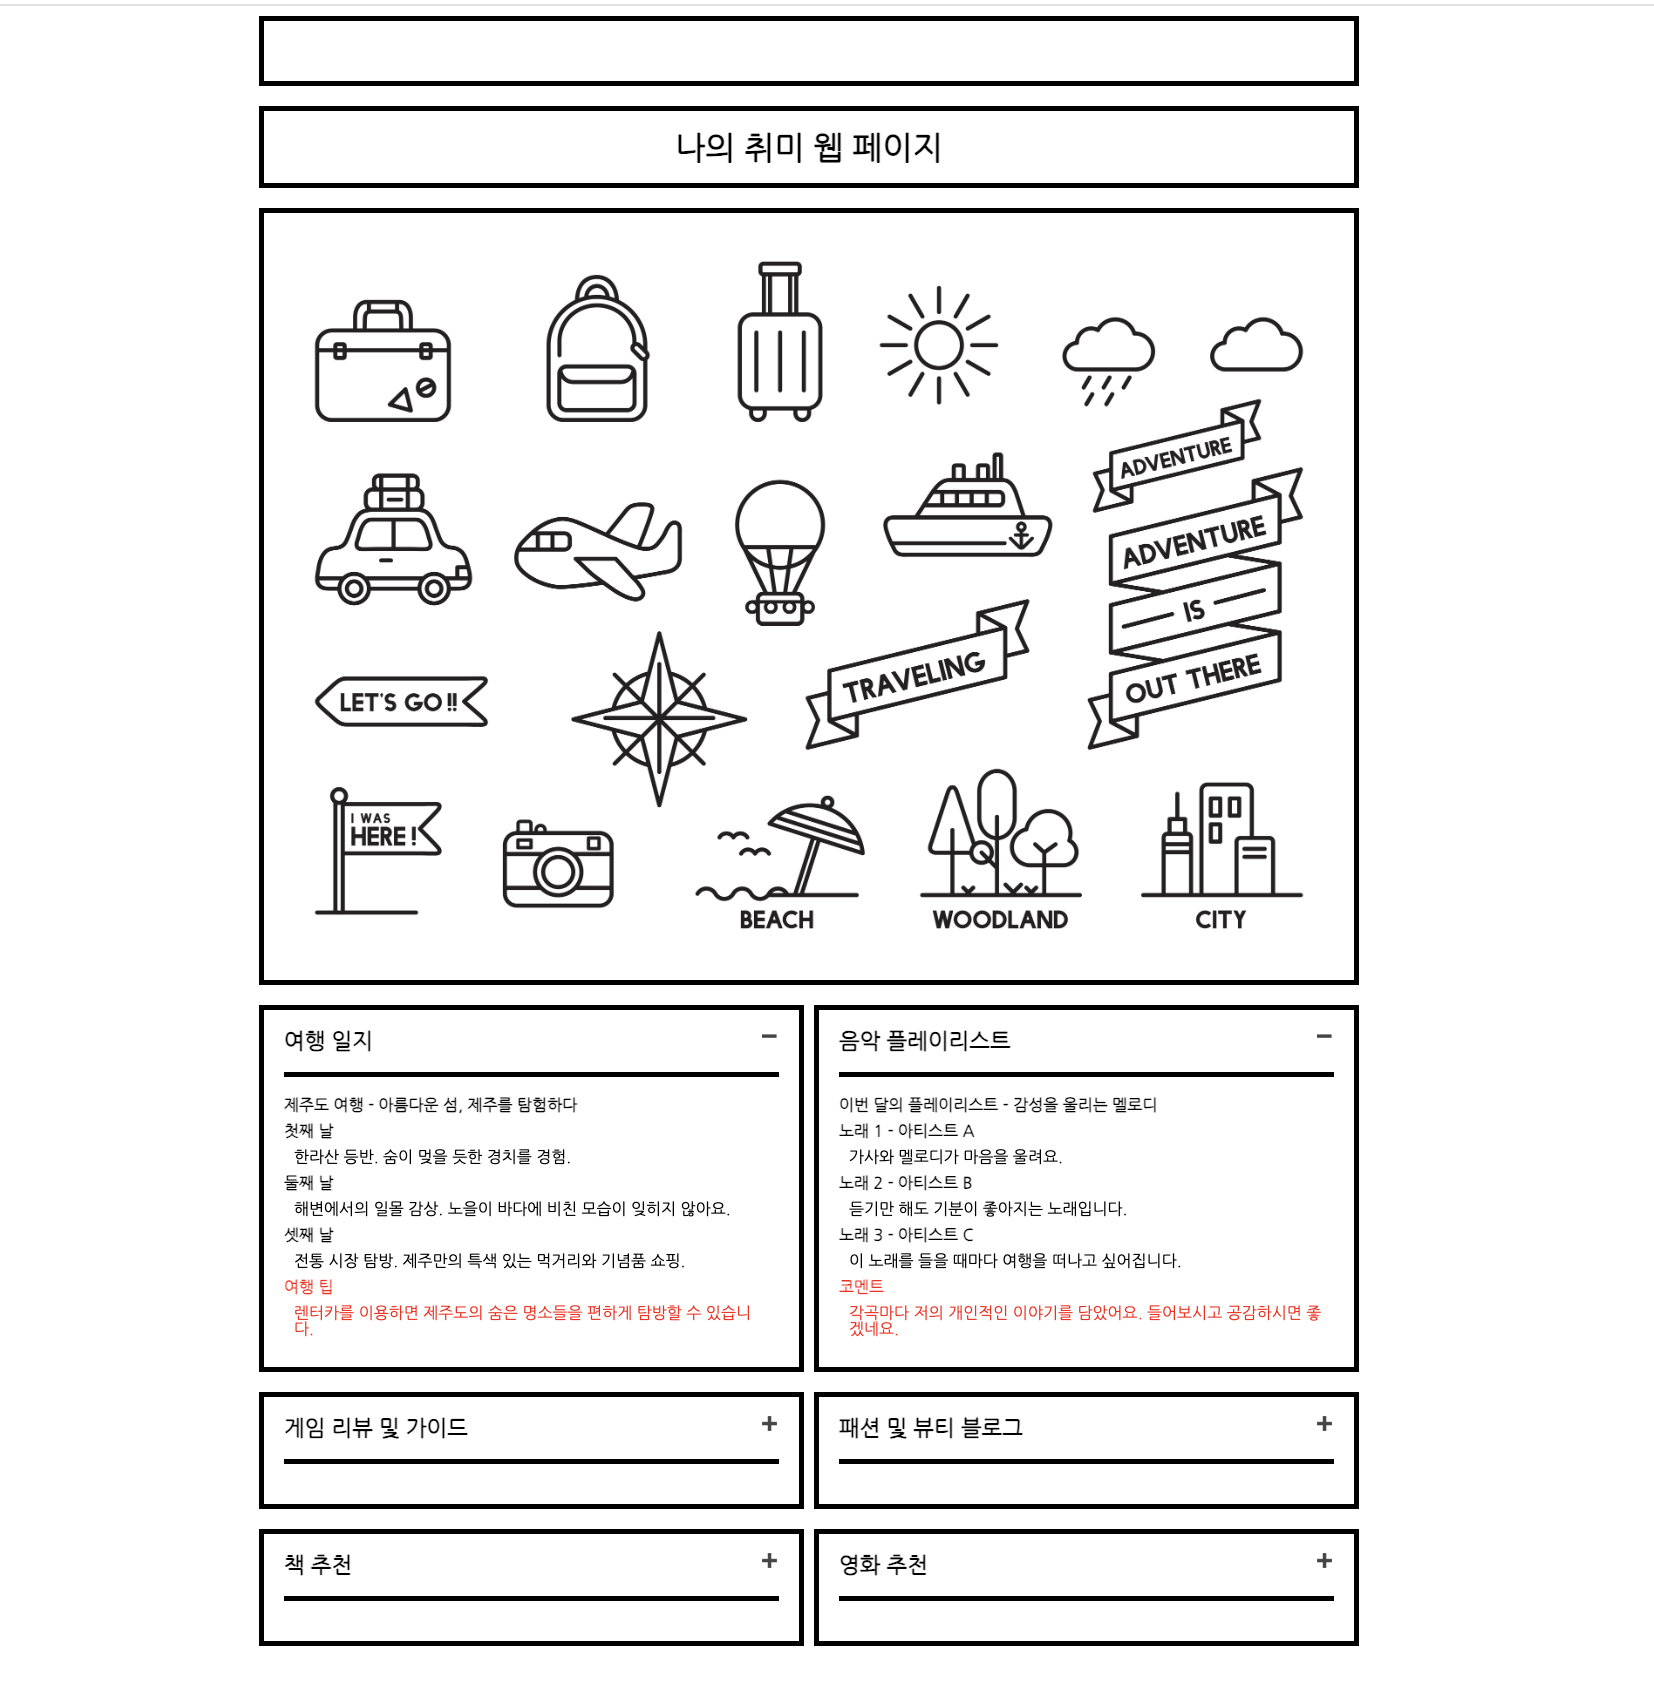 나의 취미 웹 페이지
ADVENTURE
ADVENTURE
IS
OUT THERE
TRAVELING
LET'S GO !!
I WAS
HERE !
BEACH
WOODLAND
CITY
여행 일지
제주도 여행 - 아름다운 섬, 제주를 탐험하다
첫째 날
한라산 등반. 숨이 멎을 듯한 경치를 경험.
둘째 날
해변에서의 일몰 감상. 노을이 바다에 비친 모습이 잊히지 않아요.
셋째 날
전통 시장 탐방. 제주만의 특색 있는 먹거리와 기념품 쇼핑.
여행 팁
렌터카를 이용하면 제주도의 숨은 명소들을 편하게 탐방할 수 있습니
다.
음악 플레이리스트
이번 달의 플레이리스트 - 감성을 울리는 멜로디
노래 1 - 아티스트 A
가사와 멜로디가 마음을 울려요.
노래 2 - 아티스트 B
듣기만 해도 기분이 좋아지는 노래입니다.
노래 3 - 아티스트 C
이 노래를 들을 때마다 여행을 떠나고 싶어집니다.
코멘트
각곡마다 저의 개인적인 이야기를 담았어요. 들어보시고 공감하시면 좋
겠네요.
게임 리뷰 및 가이드
패션 및 뷰티 블로그
책 추천
영화 추천